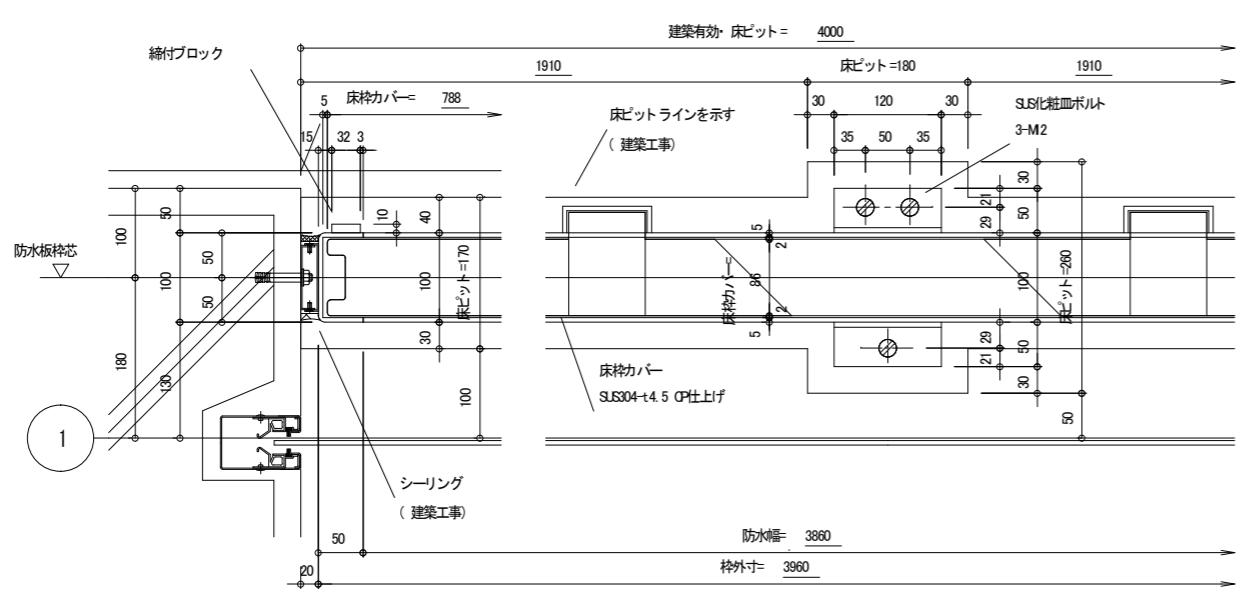 建築有効・床ピット= 4000
締付ブロック
1910
床ピット=180
1910
5
床枠カバー= 788
30
120
30
SUS化粧皿ボルト
3-M12
床ピットラインを示す
(建築工事)
15
32
3
35
50
35
30
21
50
29
50
100
10
40
5
2
防水板枠芯
50
100
50
100
床ピット=170
床枠カバー=
86
100
床ピット=260
2
5
30
29
50
21
30
180
130
100
50
床枠カバー
SUS304-t4.5 CP仕上げ
1
シーリング
(建築工事)
50
防水幅= 3860
20
枠外寸= 3960